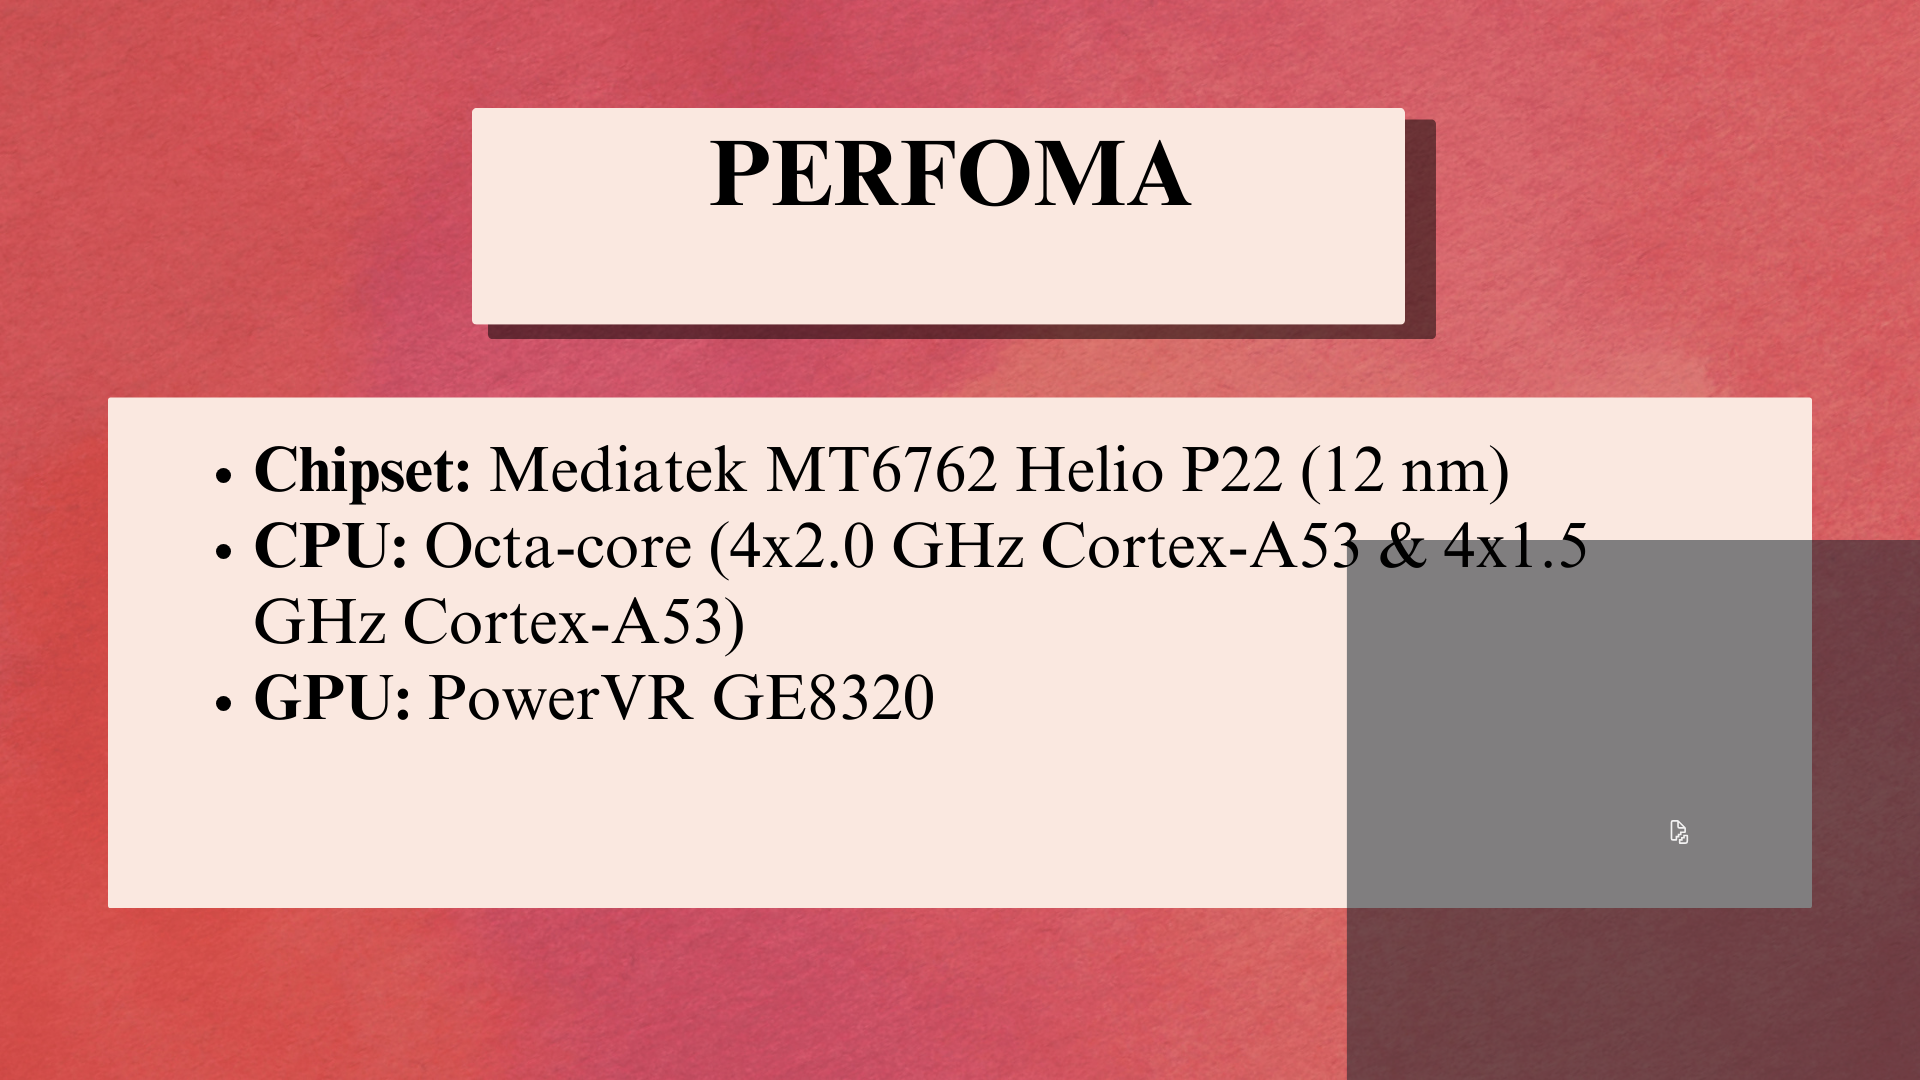 PERFOMA
• Chipset: Mediatek MT6762 Helio P22 (12 nm)
• CPU: Octa-core (4x2.0 GHz Cortex-A53 & 4x1.5
GHz Cortex-A53)
• GPU: PowerVR GE8320